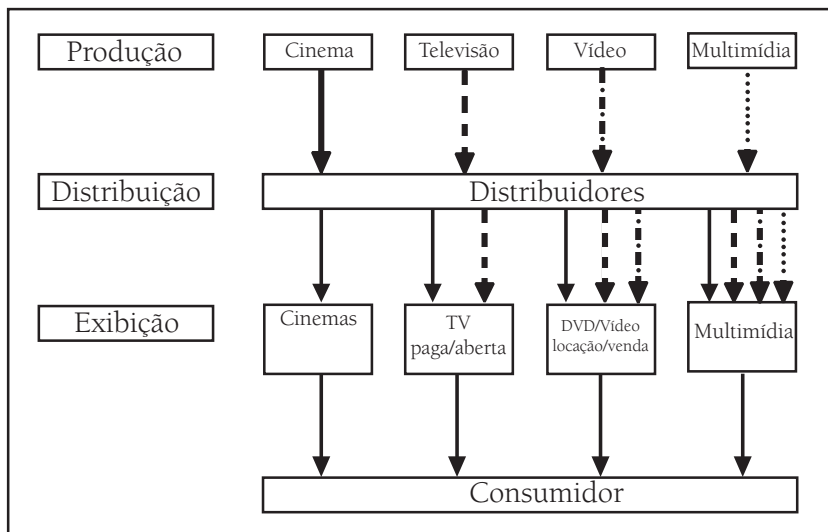 Produção
Cinema
Televisão
Vídeo
Multimídia
Distribuição
Distribuidores
Exibição
Cinemas
TV
paga/aberta
DVD/Vídeo
locação/venda
Multimídia
Consumidor